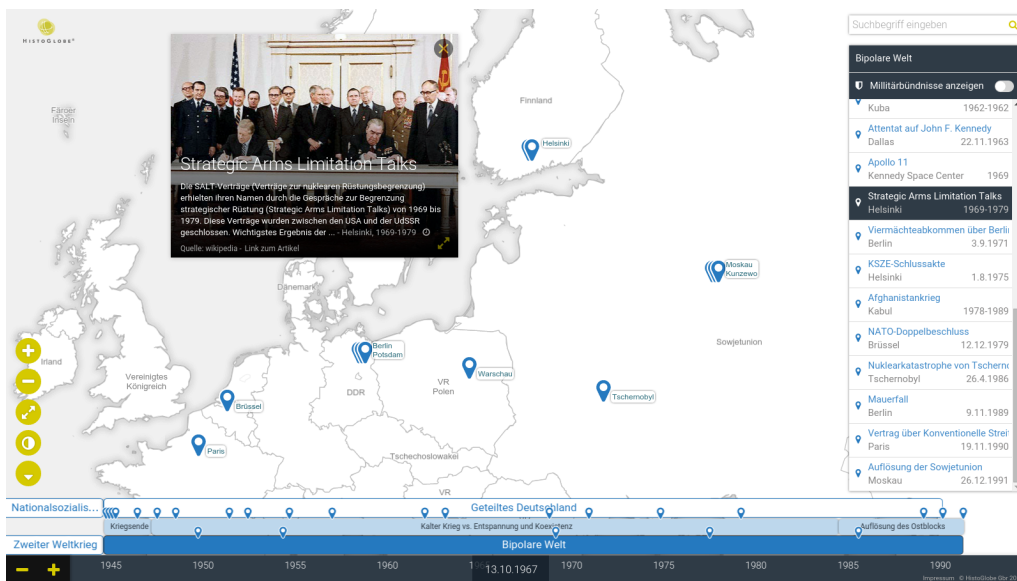 HISTOGLOBE®
Färöer
Inseln
Finnland
Helsinki
Strategic Arms Limitation Talks
Die SALT-Verträge (Verträge zur nuklearen Rüstungsbegrenzung)
erhielten ihren Namen durch die Gespräche zur Begrenzung
strategischer Rüstung (Strategic Arms Limitation Talks) von 1969 bis
1979. Diese Verträge wurden zwischen den USA und der UdSSR
geschlossen. Wichtigstes Ergebnis der ... - Helsinki, 1969-1979
Quelle: wikipedia - Link zum Artikel
Moskau
Kunzewo
Dänemark
Sowjetunion
Irland
Vereinigtes
Königreich
Berlin
Potsdam
DDR
Warschau
VR
Polen
Tschernobyl
Brüssel
Paris
Tschechoslowakei
VR
Suchbegriff eingeben
Bipolare Welt
Millitärbündnisse anzeigen
Kuba 1962-1962
Attentat auf John F. Kennedy
Dallas 22.11.1963
Apollo 11
Kennedy Space Center 1969
Strategic Arms Limitation Talks
Helsinki 1969-1979
Viermächteabkommen über Berli
Berlin 3.9.1971
KSZE-Schlussakte
Helsinki 1.8.1975
Afghanistankrieg
Kabul 1978-1989
NATO-Doppelbeschluss
Brüssel 12.12.1979
Nuklearkatastrophe von Tscherno
Tschernobyl 26.4.1986
Mauerfall
Berlin 9.11.1989
Vertrag über Konventionelle Streit
Paris 19.11.1990
Auflösung der Sowjetunion
Moskau 26.12.1991
Nationalsozialis... Geteiltes Deutschland
Kriegsende Kalter Krieg vs. Entspannung und Koexistenz Auflösung des Ostblocks
Zweiter Weltkrieg Bipolare Welt
1945 1950 1955 1960 13.10.1967 1970 1975 1980 1985 1990
Impressum © HistoGlobe Gbr 20